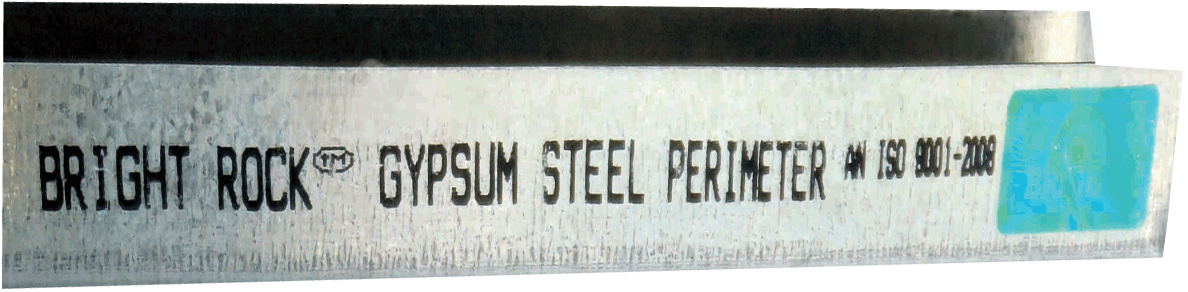 BRIGHT ROCK™ GYPSUM STEEL PERIMETER AN ISO 9001-2008